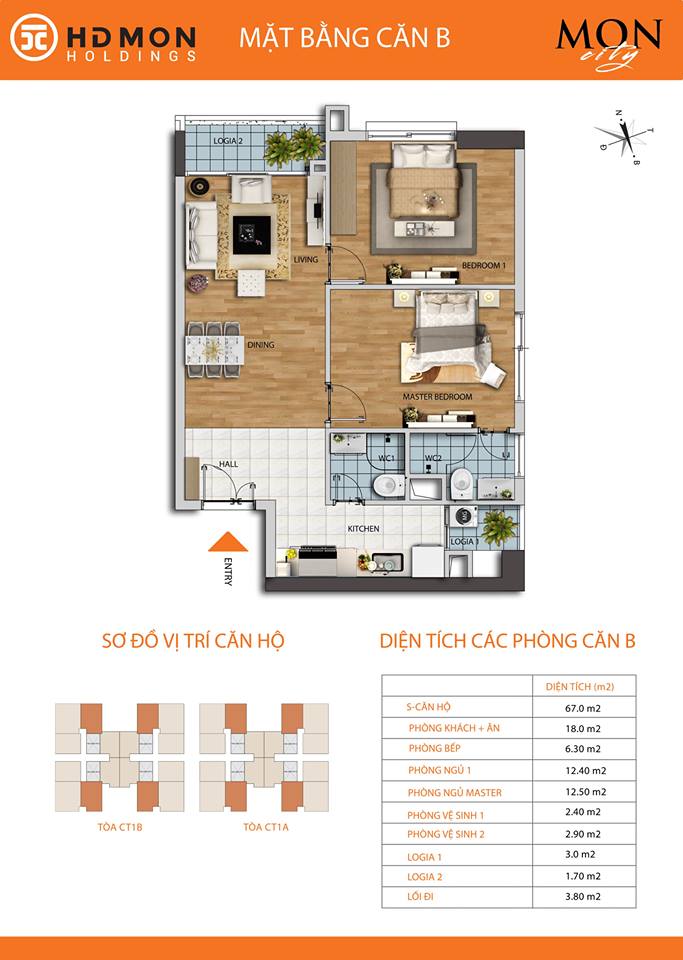 HDMON
HOLDINGS
MẶT BẰNG CĂN B
MON
city
N
T
Đ
B
LOGIA 2
LIVING
BEDROOM 1
DINING
MASTER BEDROOM
HALL
WC1
WC2
KITCHEN
MG
LOGIA 1
ENTRY
SƠ ĐỒ VỊ TRÍ CĂN HỘ
TÒA CT1B
TÒA CT1A
DIỆN TÍCH CÁC PHÒNG CĂN B
DIỆN TÍCH (m2)
S-CĂN HỘ 67.0 m2
PHÒNG KHÁCH + ĂN 18.0 m2
PHÒNG BẾP 6.30 m2
PHÒNG NGỦ 1 12.40 m2
PHÒNG NGỦ MASTER 12.50 m2
PHÒNG VỆ SINH 1 2.40 m2
PHÒNG VỆ SINH 2 2.90 m2
LOGIA 1 3.0 m2
LOGIA 2 1.70 m2
LỐI ĐI 3.80 m2